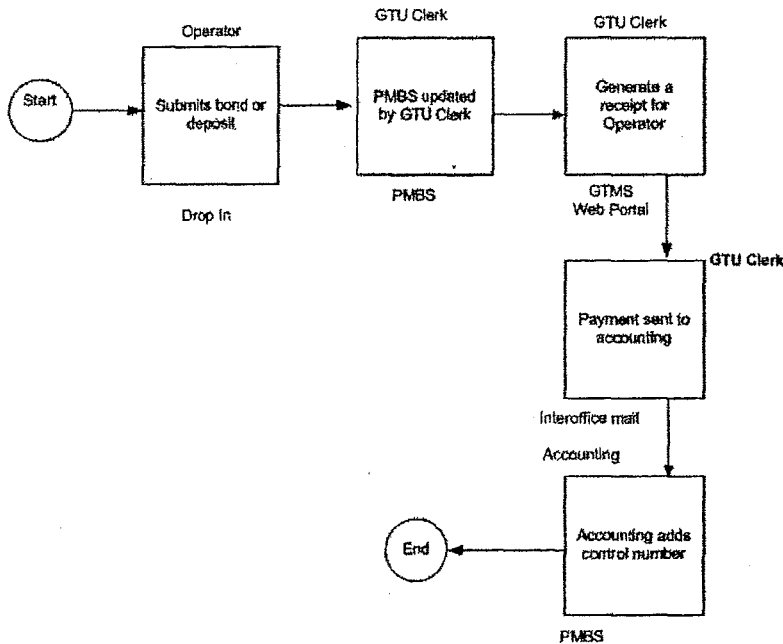 Operator
GTU Clerk
GTU Clerk
Start
Submits bond or
deposit
PMBS updated
by GTU Clerk
Generate a
receipt for
Operator
Drop In
PMBS
GTMS
Web Portal
GTU Clerk
Payment sent to
accounting
Interoffice mail
Accounting
End
Accounting adds
control number
PMBS